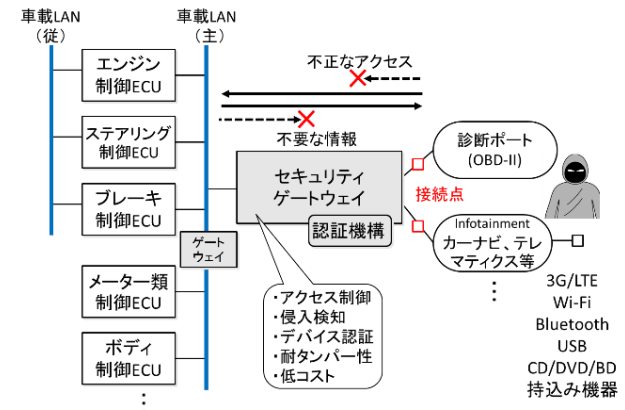 車載LAN
（従）
車載LAN
（主）
エンジン
制御ECU
ステアリング
制御ECU
ブレーキ
制御ECU
ゲート
ウェイ
メーター類
制御ECU
ボディ
制御ECU
⋮
不正なアクセス
不要な情報
セキュリティ
ゲートウェイ
認証機構
・アクセス制御
・侵入検知
・デバイス認証
・耐タンパー性
・低コスト
接続点
診断ポート
(OBD-II)
Infotainment
カーナビ、テレ
マティクス等
⋮
3G/LTE
Wi-Fi
Bluetooth
USB
CD/DVD/BD
持込み機器